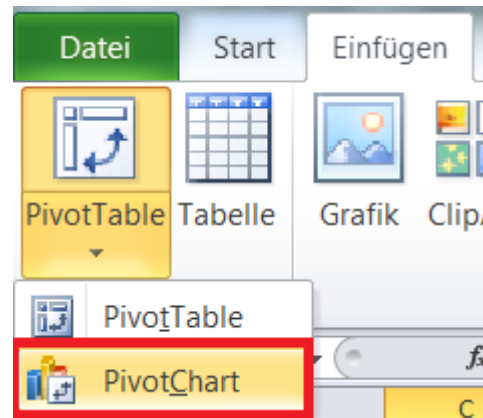 Datei Start Einfügen
PivotTable Tabelle Grafik
PivotTable
PivotChart
C